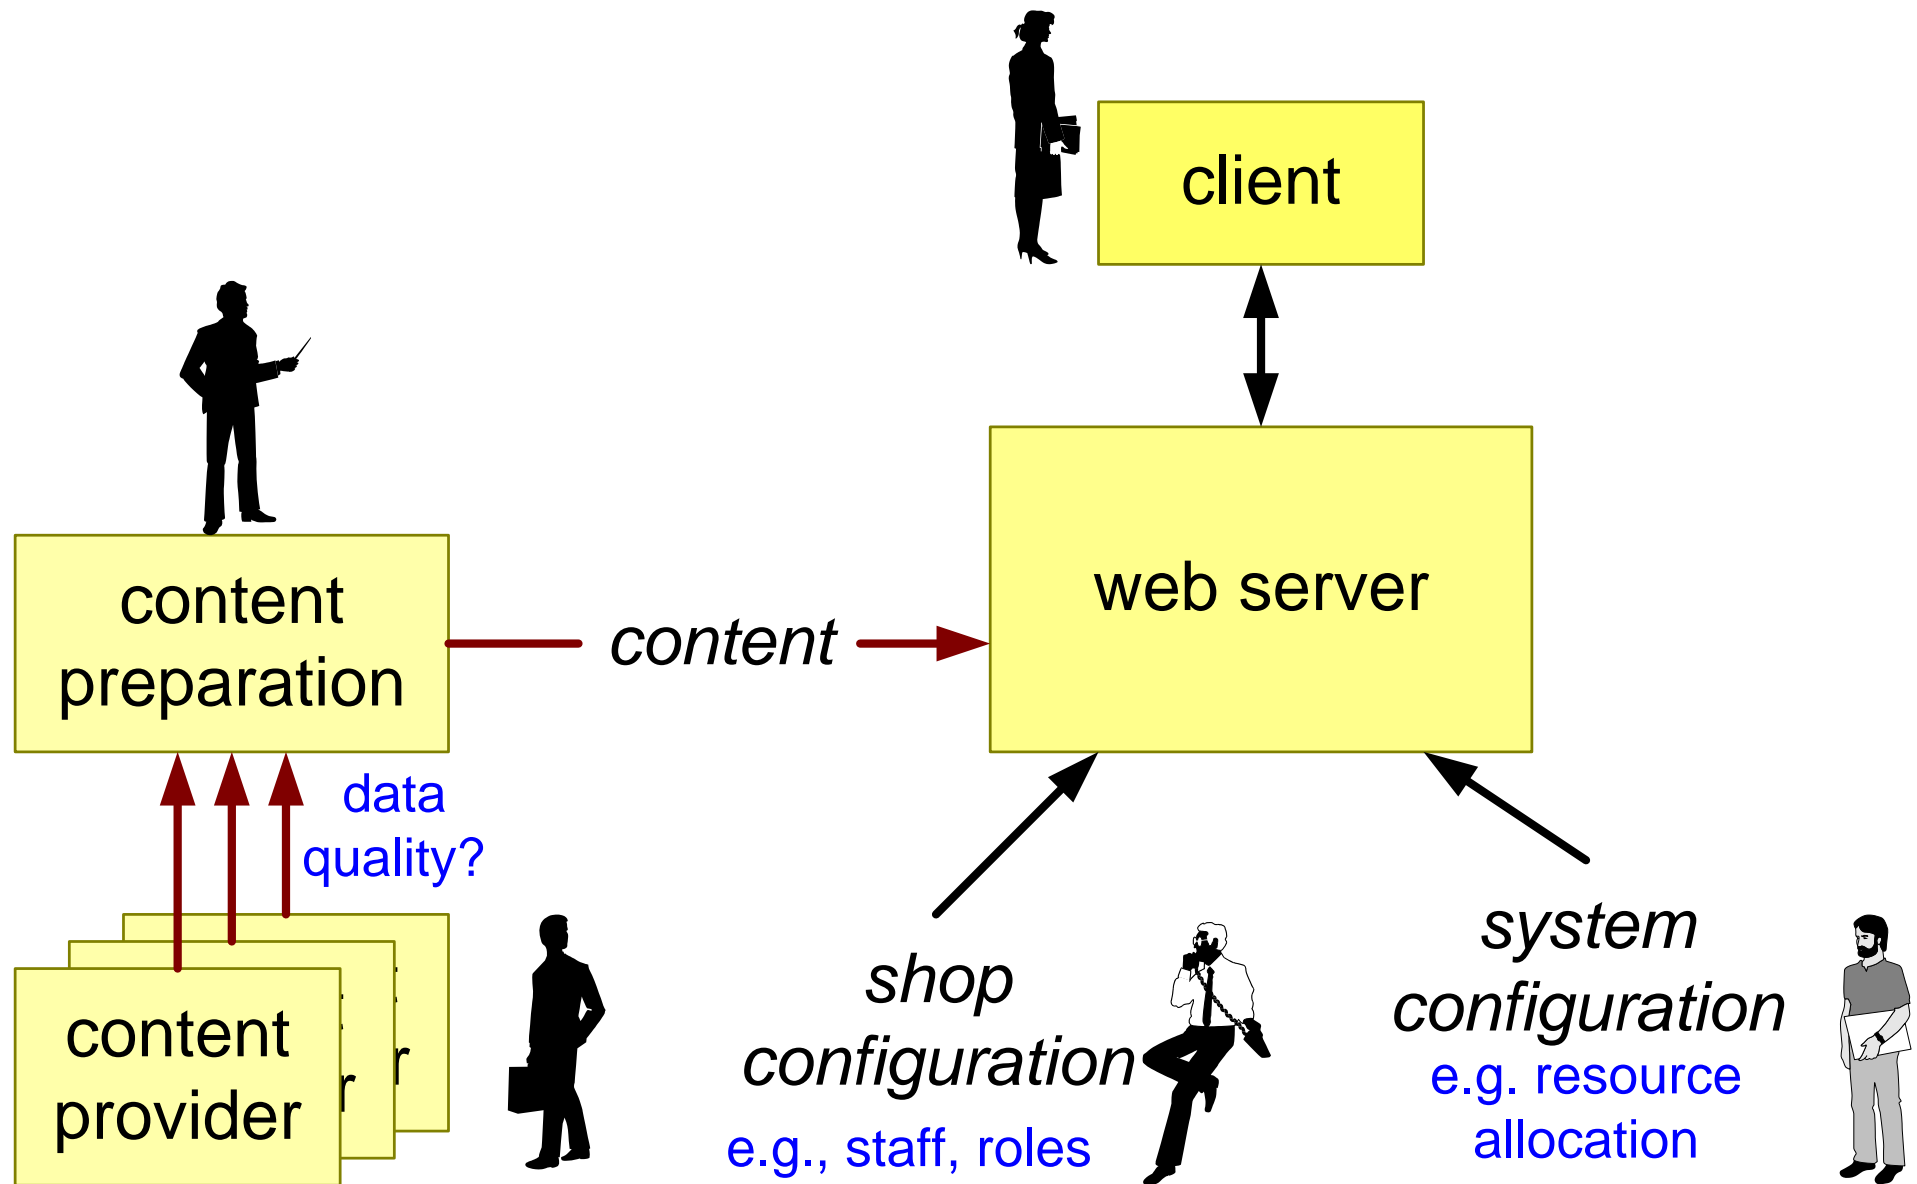 client
web server
content
preparation
content
data
quality?
content
provider
shop
configuration
e.g., staff, roles
system
configuration
e.g. resource
allocation